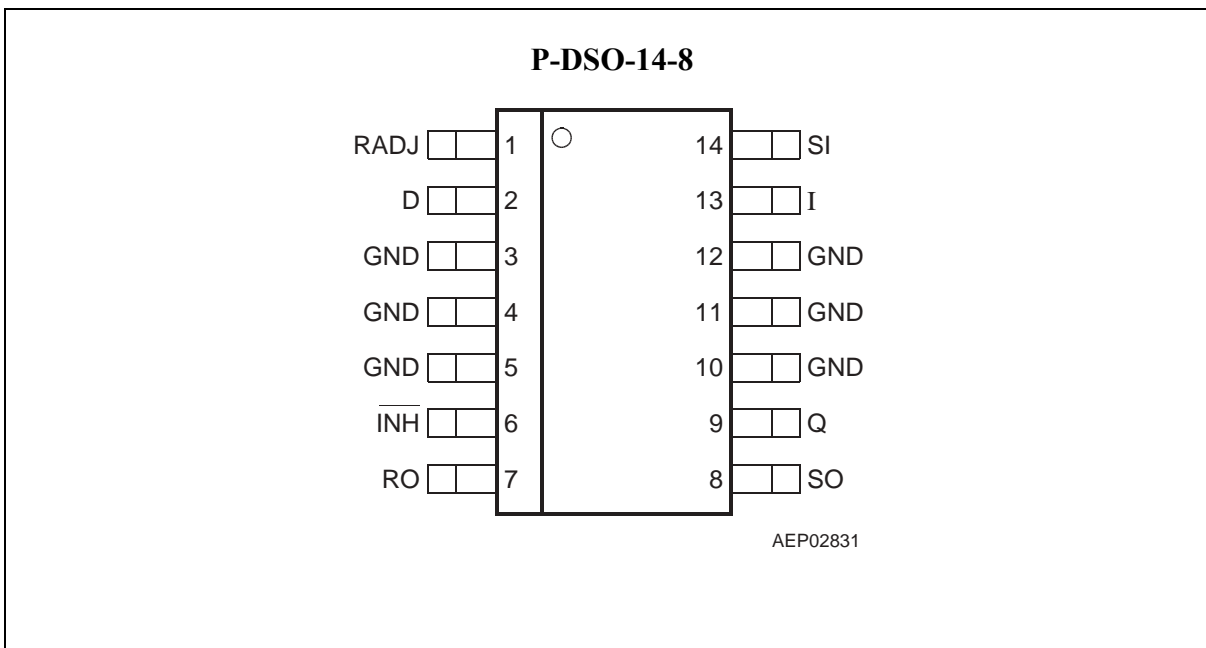 P-DSO-14-8
RADJ 1 14 SI
D 2 13 I
GND 3 12 GND
GND 4 11 GND
GND 5 10 GND
I̅N̅H̅ 6 9 Q
RO 7 8 SO
AEP02831